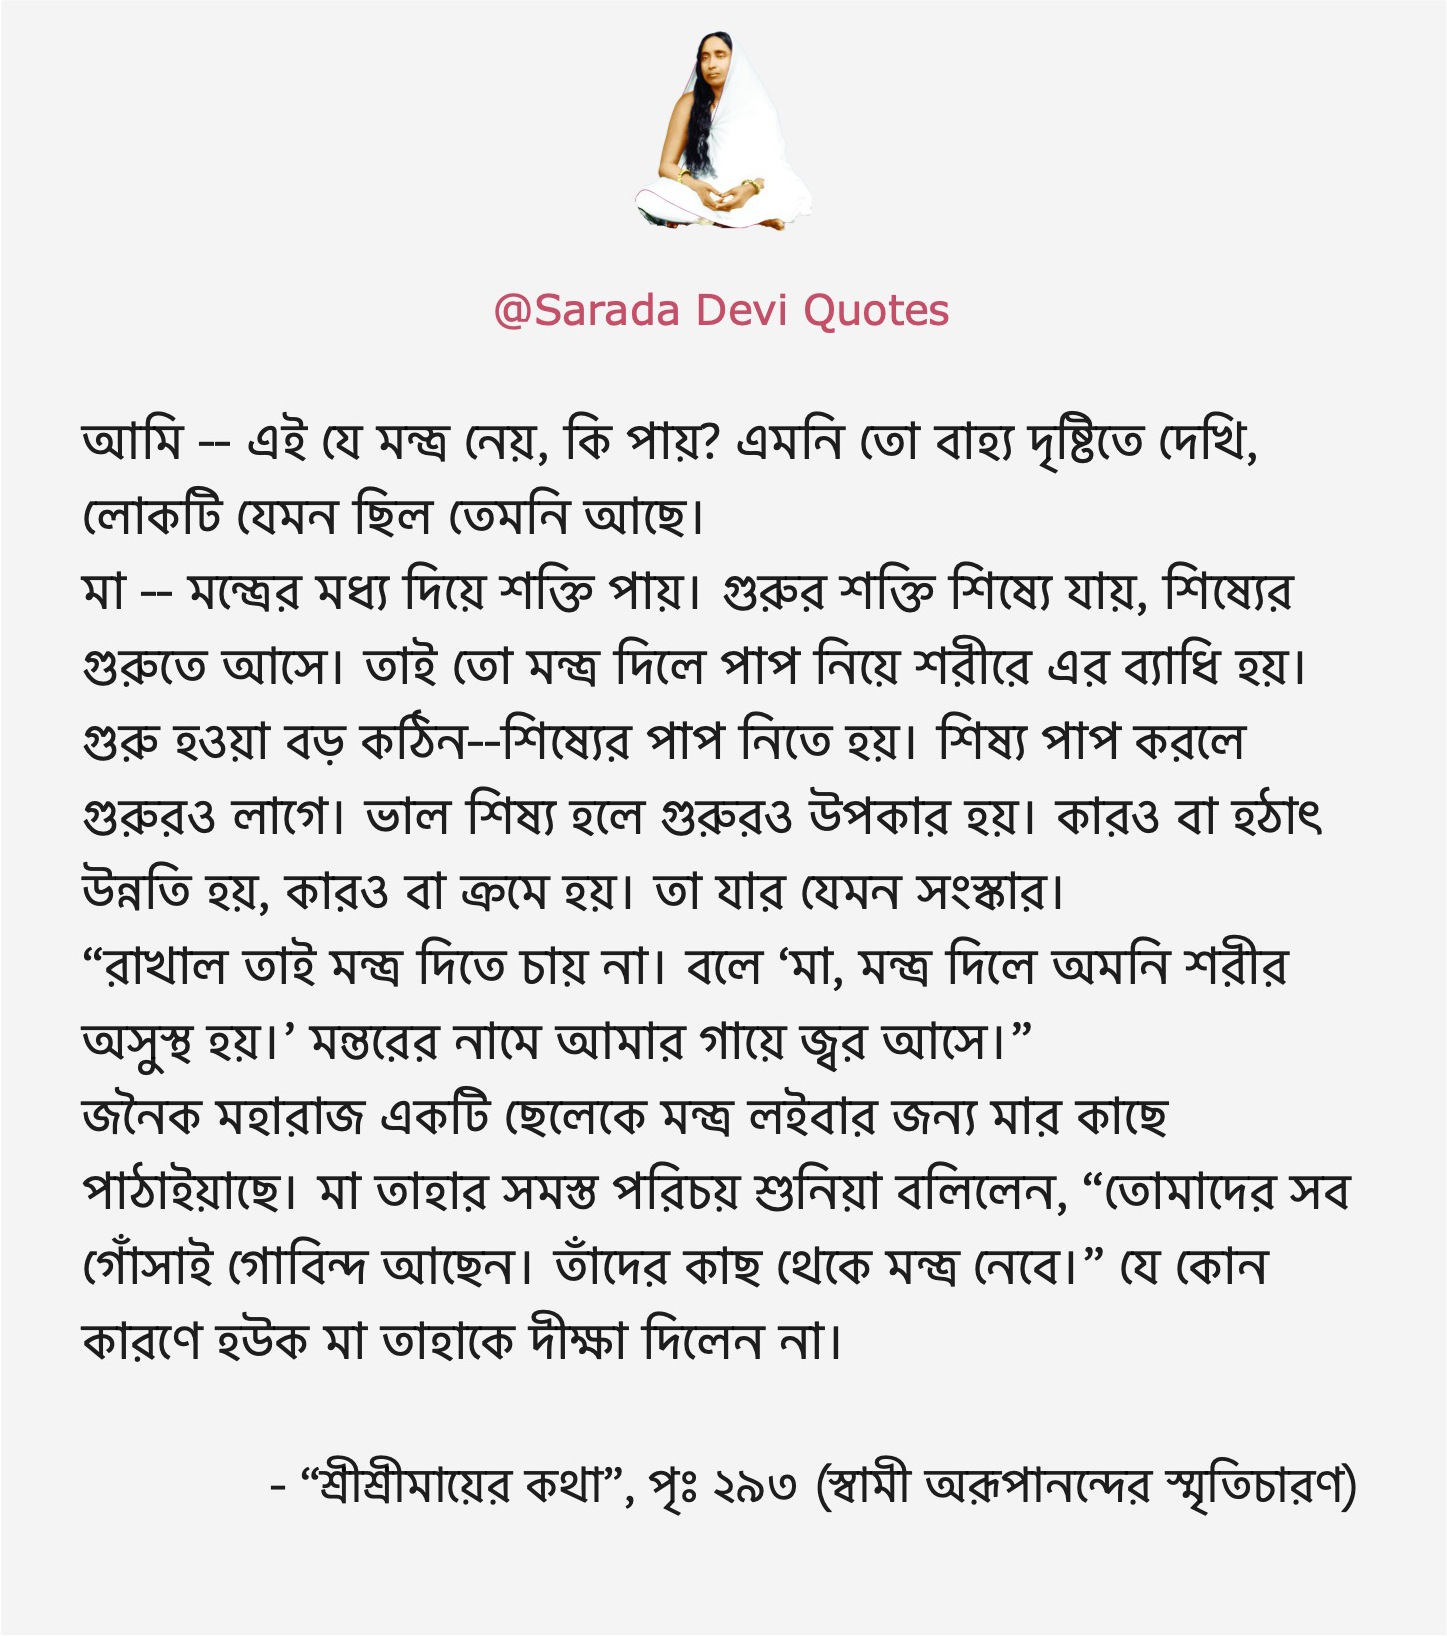 @Sarada Devi Quotes
আমি -- এই যে মন্ত্র নেয়, কি পায়? এমনি তো বাহ্য দৃষ্টিতে দেখি,
লোকটি যেমন ছিল তেমনি আছে।
মা -- মন্ত্রের মধ্য দিয়ে শক্তি পায়। গুরুর শক্তি শিষ্যে যায়, শিষ্যের
গুরুতে আসে। তাই তো মন্ত্র দিলে পাপ নিয়ে শরীরে এর ব্যাধি হয়।
গুরু হওয়া বড় কঠিন--শিষ্যের পাপ নিতে হয়। শিষ্য পাপ করলে
গুরুরও লাগে। ভাল শিষ্য হলে গুরুরও উপকার হয়। কারও বা হঠাৎ
উন্নতি হয়, কারও বা ক্রমে হয়। তা যার যেমন সংস্কার।
“রাখাল তাই মন্ত্র দিতে চায় না। বলে ‘মা, মন্ত্র দিলে অমনি শরীর
অসুস্থ হয়।’ মন্তরের নামে আমার গায়ে জ্বর আসে।”
জনৈক মহারাজ একটি ছেলেকে মন্ত্র লইবার জন্য মার কাছে
পাঠাইয়াছে। মা তাহার সমস্ত পরিচয় শুনিয়া বলিলেন, “তোমাদের সব
গোঁসাই গোবিন্দ আছেন। তাঁদের কাছ থেকে মন্ত্র নেবে।” যে কোন
কারণে হউক মা তাহাকে দীক্ষা দিলেন না।
- “শ্রীশ্রীমায়ের কথা”, পৃঃ ২৯৩ (স্বামী অরূপানন্দের স্মৃতিচারণ)